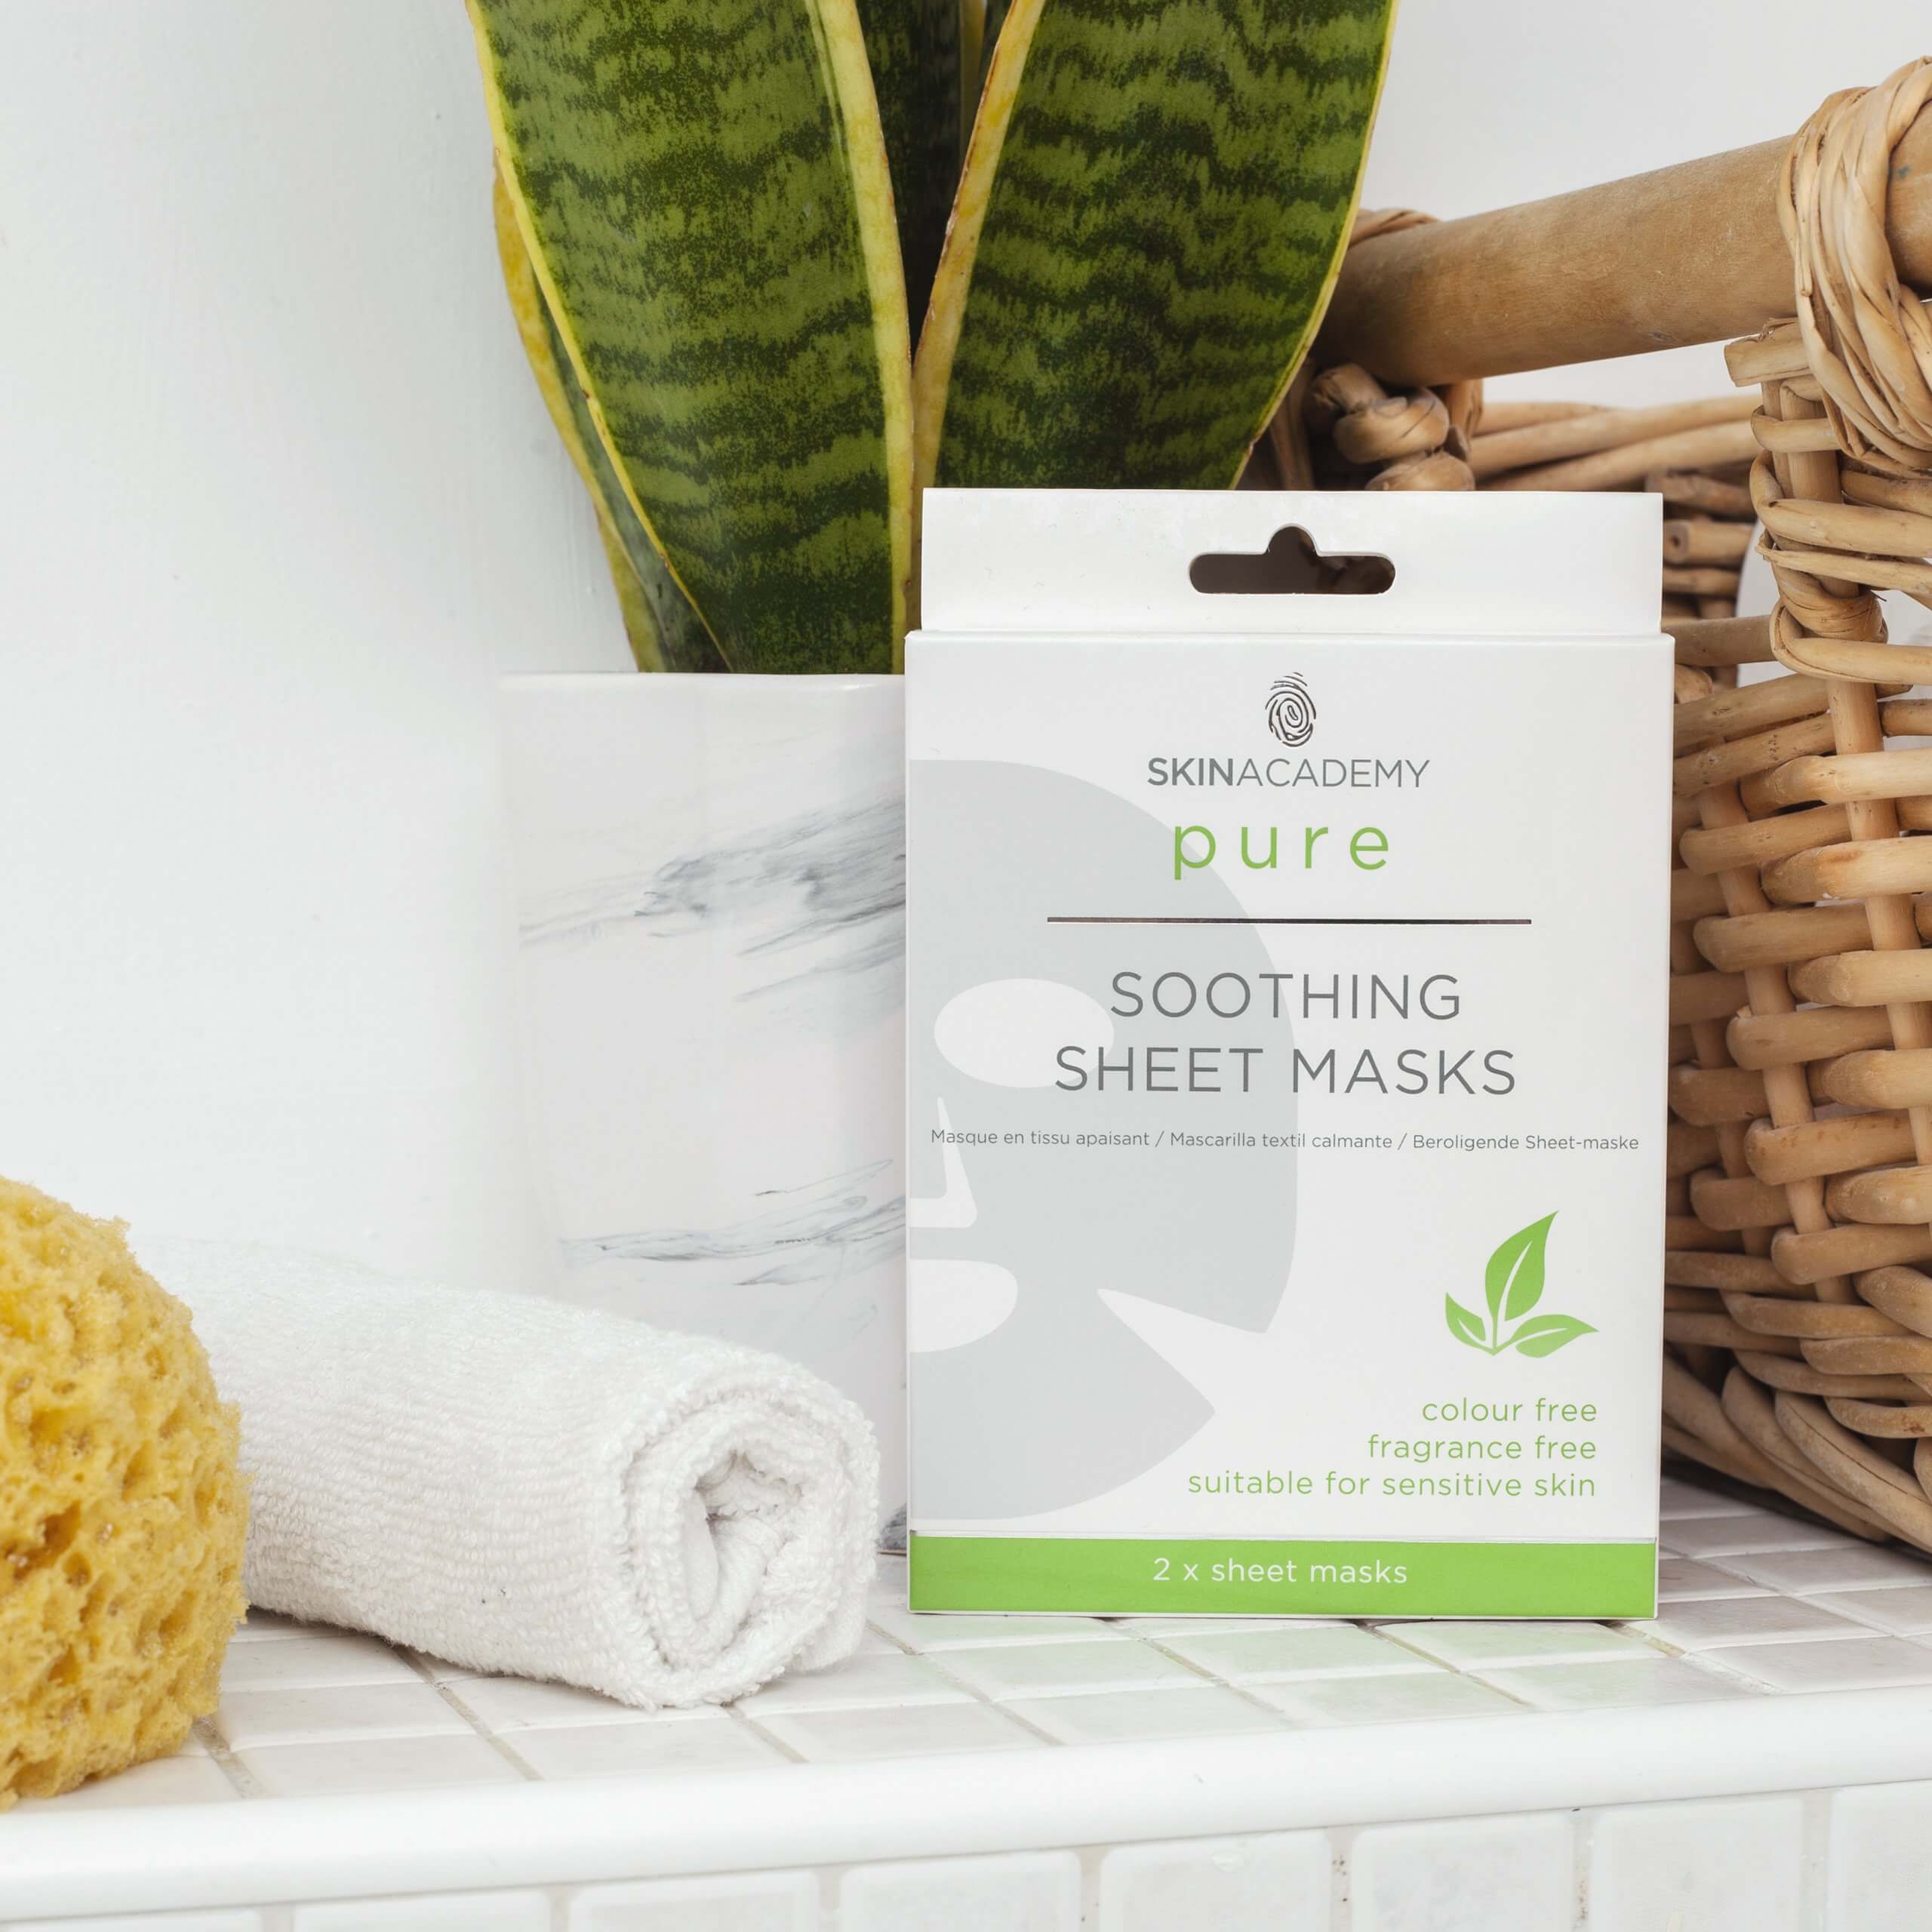 SKINACADEMY
pure
SOOTHING
SHEET MASKS
Masque en tissu apaisant / Mascarilla textil calmante / Beroligende Sheet-maske
colour free
fragrance free
suitable for sensitive skin
2 x sheet masks